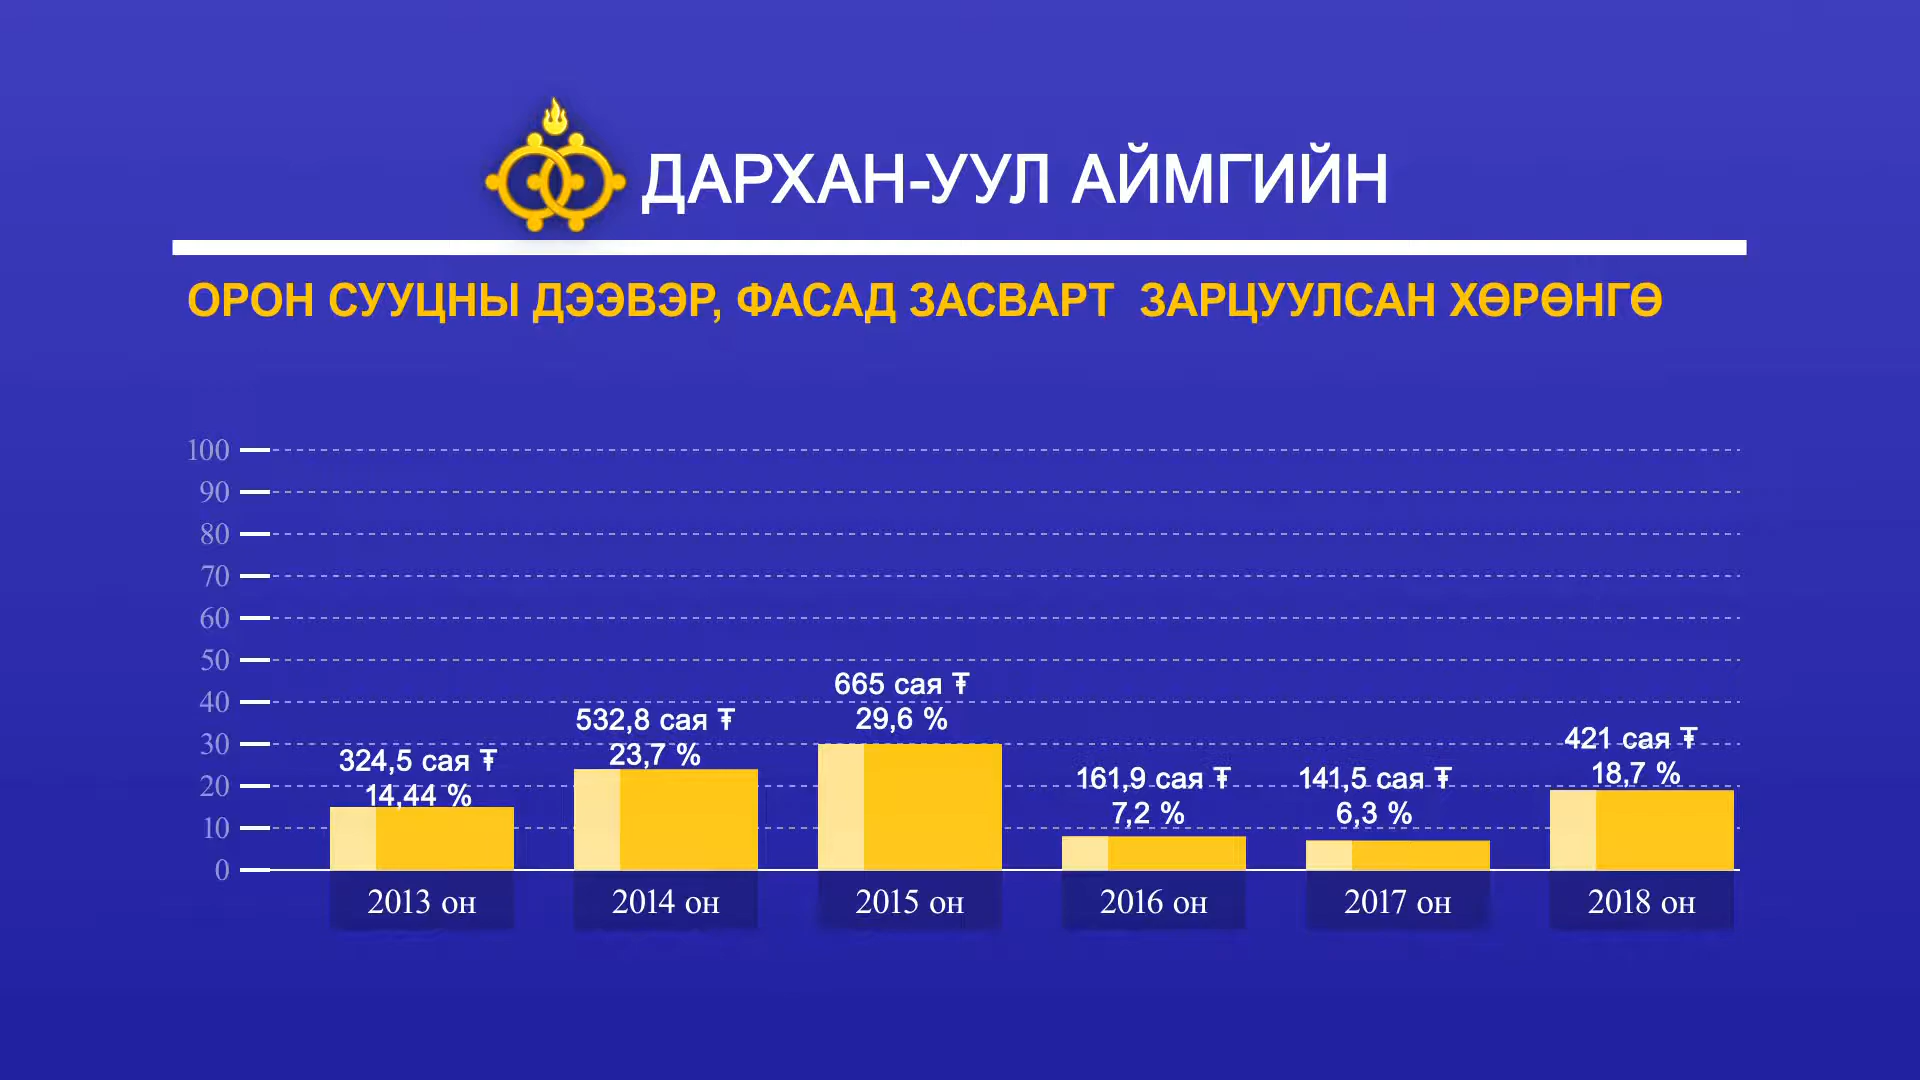 ДАРХАН-УУЛ АЙМГИЙН
ОРОН СУУЦНЫ ДЭЭВЭР, ФАСАД ЗАСВАРТ ЗАРЦУУЛСАН ХӨРӨНГӨ
100
90
80
70
60
50
40
30
20
10
0
324,5 сая ₮
14,44 %
532,8 сая ₮
23,7 %
665 сая ₮
29,6 %
161,9 сая ₮
7,2 %
141,5 сая ₮
6,3 %
421 сая ₮
18,7 %
2013 он
2014 он
2015 он
2016 он
2017 он
2018 он